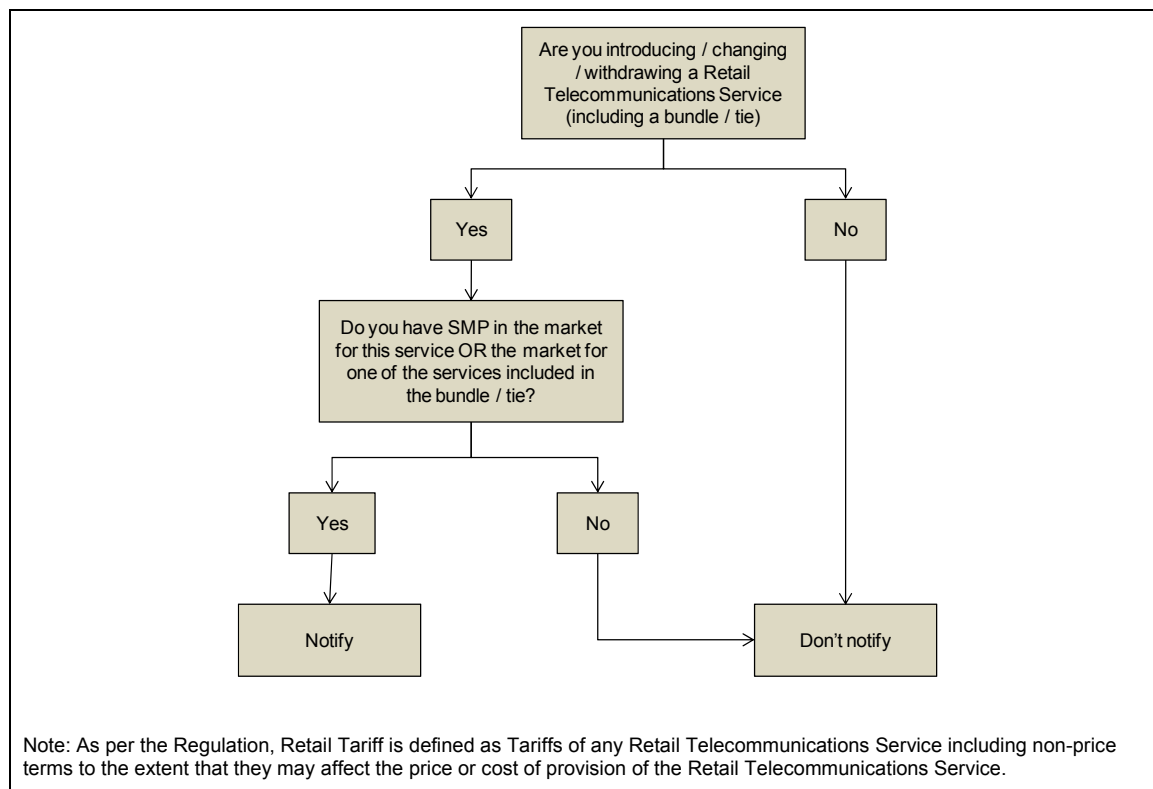 Are you introducing / changing
/ withdrawing a Retail
Telecommunications Service
(including a bundle / tie)
Yes
No
Do you have SMP in the market
for this service OR the market for
one of the services included in
the bundle / tie?
Yes
No
Notify
Don't notify
Note: As per the Regulation, Retail Tariff is defined as Tariffs of any Retail Telecommunications Service including non-price
terms to the extent that they may affect the price or cost of provision of the Retail Telecommunications Service.